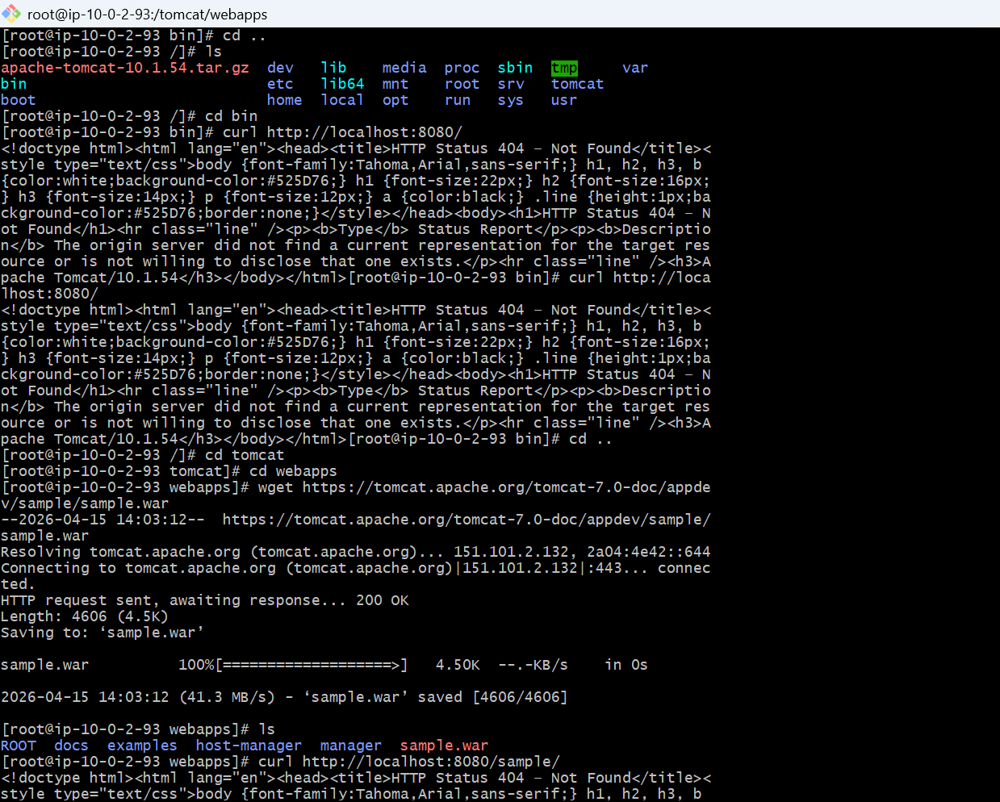 root@ip-10-0-2-93:/tomcat/webapps
[root@ip-10-0-2-93 bin]# cd ..
[root@ip-10-0-2-93 /]# ls
apache-tomcat-10.1.54.tar.gz  dev   lib    media  proc  sbin  tmp     var
bin                           etc   lib64  mnt    root  srv   tomcat
boot                          home  local  opt    run   sys   usr
[root@ip-10-0-2-93 /]# cd bin
[root@ip-10-0-2-93 bin]# curl http://localhost:8080/
<!doctype html><html lang="en"><head><title>HTTP Status 404 – Not Found</title><
style type="text/css">body {font-family:Tahoma,Arial,sans-serif;} h1, h2, h3, b
{color:white;background-color:#525D76;} h1 {font-size:22px;} h2 {font-size:16px;
} h3 {font-size:14px;} p {font-size:12px;} a {color:black;} .line {height:1px;ba
ckground-color:#525D76;border:none;}</style></head><body><h1>HTTP Status 404 – N
ot Found</h1><hr class="line" /><p><b>Type</b> Status Report</p><p><b>Descriptio
n</b> The origin server did not find a current representation for the target res
ource or is not willing to disclose that one exists.</p><hr class="line" /><h3>A
pache Tomcat/10.1.54</h3></body></html>[root@ip-10-0-2-93 bin]# curl http://loca
lhost:8080/
<!doctype html><html lang="en"><head><title>HTTP Status 404 – Not Found</title><
style type="text/css">body {font-family:Tahoma,Arial,sans-serif;} h1, h2, h3, b
{color:white;background-color:#525D76;} h1 {font-size:22px;} h2 {font-size:16px;
} h3 {font-size:14px;} p {font-size:12px;} a {color:black;} .line {height:1px;ba
ckground-color:#525D76;border:none;}</style></head><body><h1>HTTP Status 404 – N
ot Found</h1><hr class="line" /><p><b>Type</b> Status Report</p><p><b>Descriptio
n</b> The origin server did not find a current representation for the target res
ource or is not willing to disclose that one exists.</p><hr class="line" /><h3>A
pache Tomcat/10.1.54</h3></body></html>[root@ip-10-0-2-93 bin]# cd ..
[root@ip-10-0-2-93 /]# cd tomcat
[root@ip-10-0-2-93 tomcat]# cd webapps
[root@ip-10-0-2-93 webapps]# wget https://tomcat.apache.org/tomcat-7.0-doc/appde
v/sample/sample.war
--2026-04-15 14:03:12--  https://tomcat.apache.org/tomcat-7.0-doc/appdev/sample/
sample.war
Resolving tomcat.apache.org (tomcat.apache.org)... 151.101.2.132, 2a04:4e42::644
Connecting to tomcat.apache.org (tomcat.apache.org)|151.101.2.132|:443... connec
ted.
HTTP request sent, awaiting response... 200 OK
Length: 4606 (4.5K)
Saving to: ‘sample.war’
sample.war          100%[===================>]   4.50K  --.-KB/s    in 0s
2026-04-15 14:03:12 (41.3 MB/s) - ‘sample.war’ saved [4606/4606]
[root@ip-10-0-2-93 webapps]# ls
ROOT  docs  examples  host-manager  manager  sample.war
[root@ip-10-0-2-93 webapps]# curl http://localhost:8080/sample/
<!doctype html><html lang="en"><head><title>HTTP Status 404 – Not Found</title><
style type="text/css">body {font-family:Tahoma,Arial,sans-serif;} h1, h2, h3, b